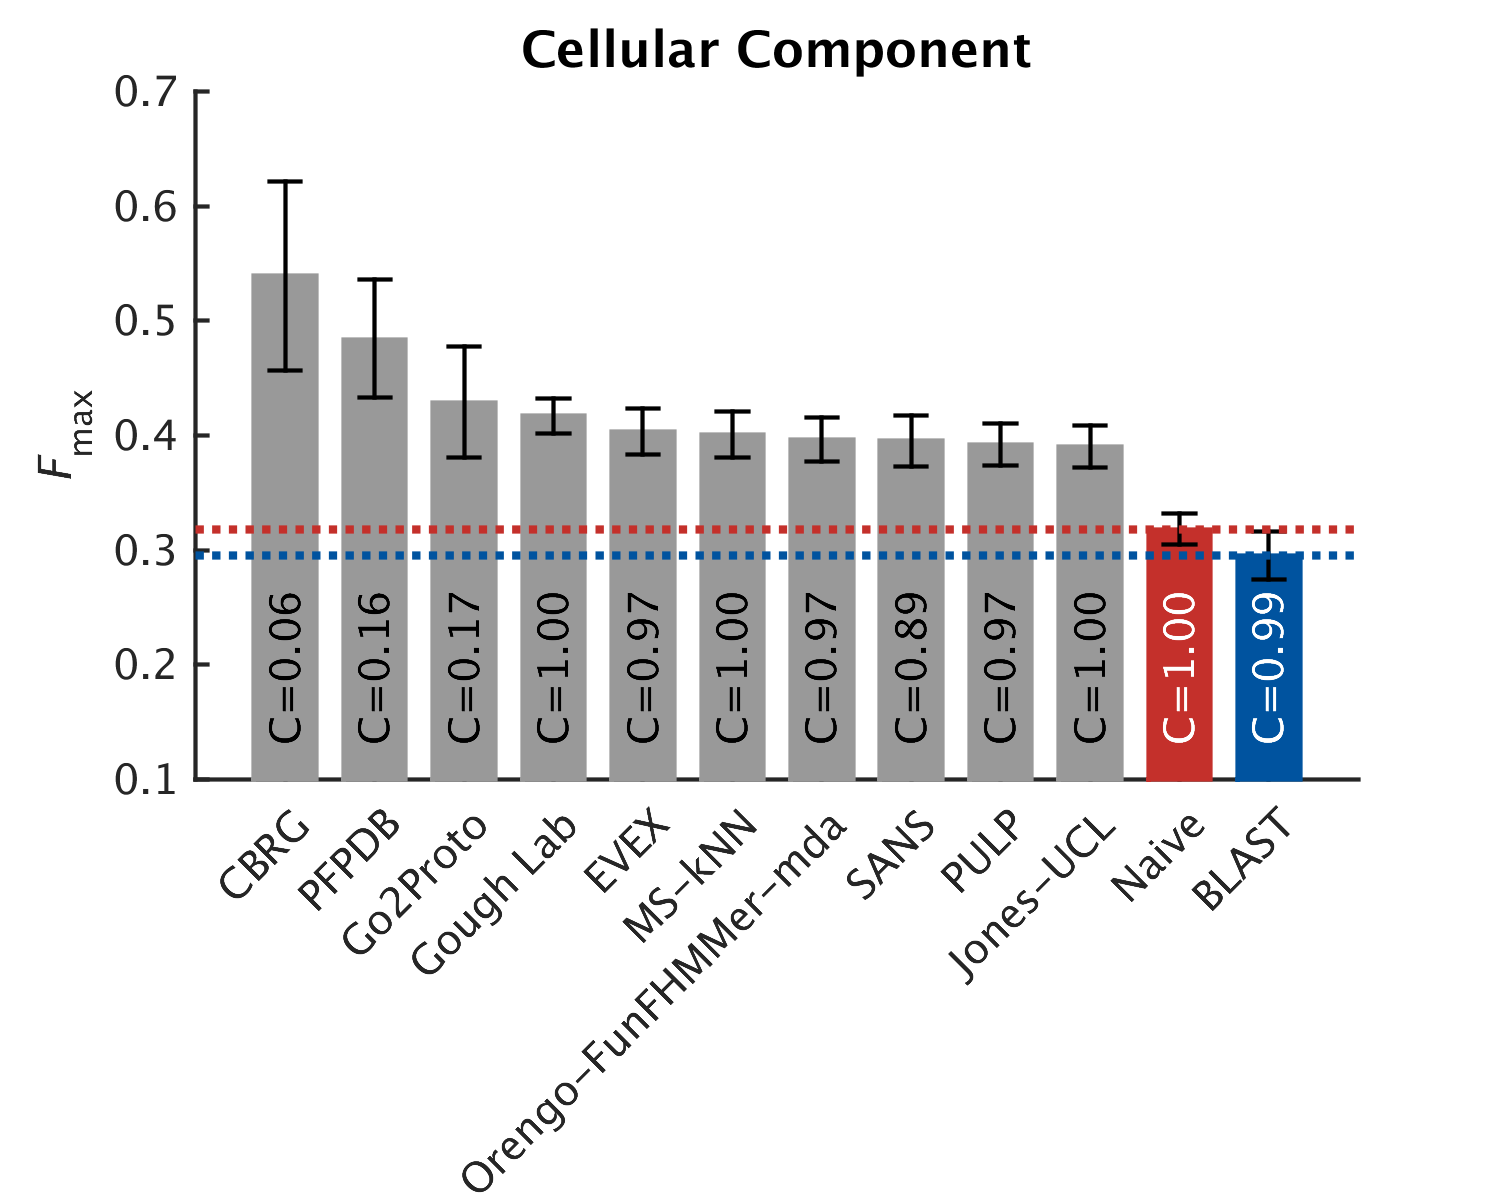 Cellular Component
0.7
0.6
0.5
0.4
0.3
0.2
0.1
Fmax
C=0.06
C=0.16
C=0.17
C=1.00
C=0.97
C=1.00
C=0.97
C=0.89
C=0.97
C=1.00
C=1.00
C=0.99
CBRG
PFPDB
Go2Proto
Gough Lab
EVEX
MS-kNN
Orengo-FunFHMMer-mda
SANS
PULP
Jones-UCL
Naive
BLAST